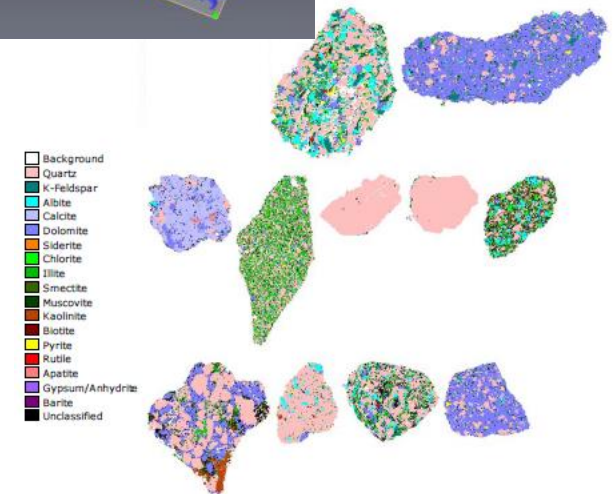 Background
Quartz
K-Feldspar
Albite
Calcite
Dolomite
Siderite
Chlorite
Illite
Smectite
Muscovite
Kaolinite
Biotite
Pyrite
Rutile
Apatite
Gypsum/Anhydrite
Barite
Unclassified